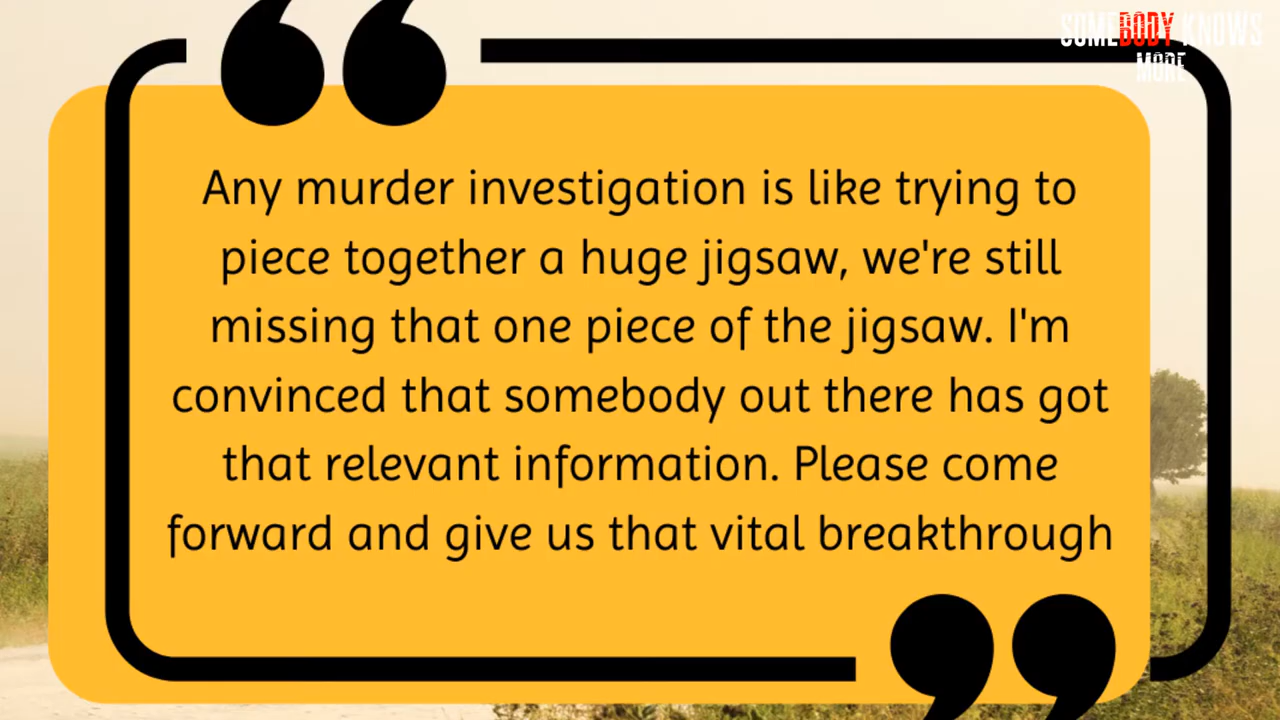 SOMEBODY KNOWS
MORE
Any murder investigation is like trying to
piece together a huge jigsaw, we're still
missing that one piece of the jigsaw. I'm
convinced that somebody out there has got
that relevant information. Please come
forward and give us that vital breakthrough